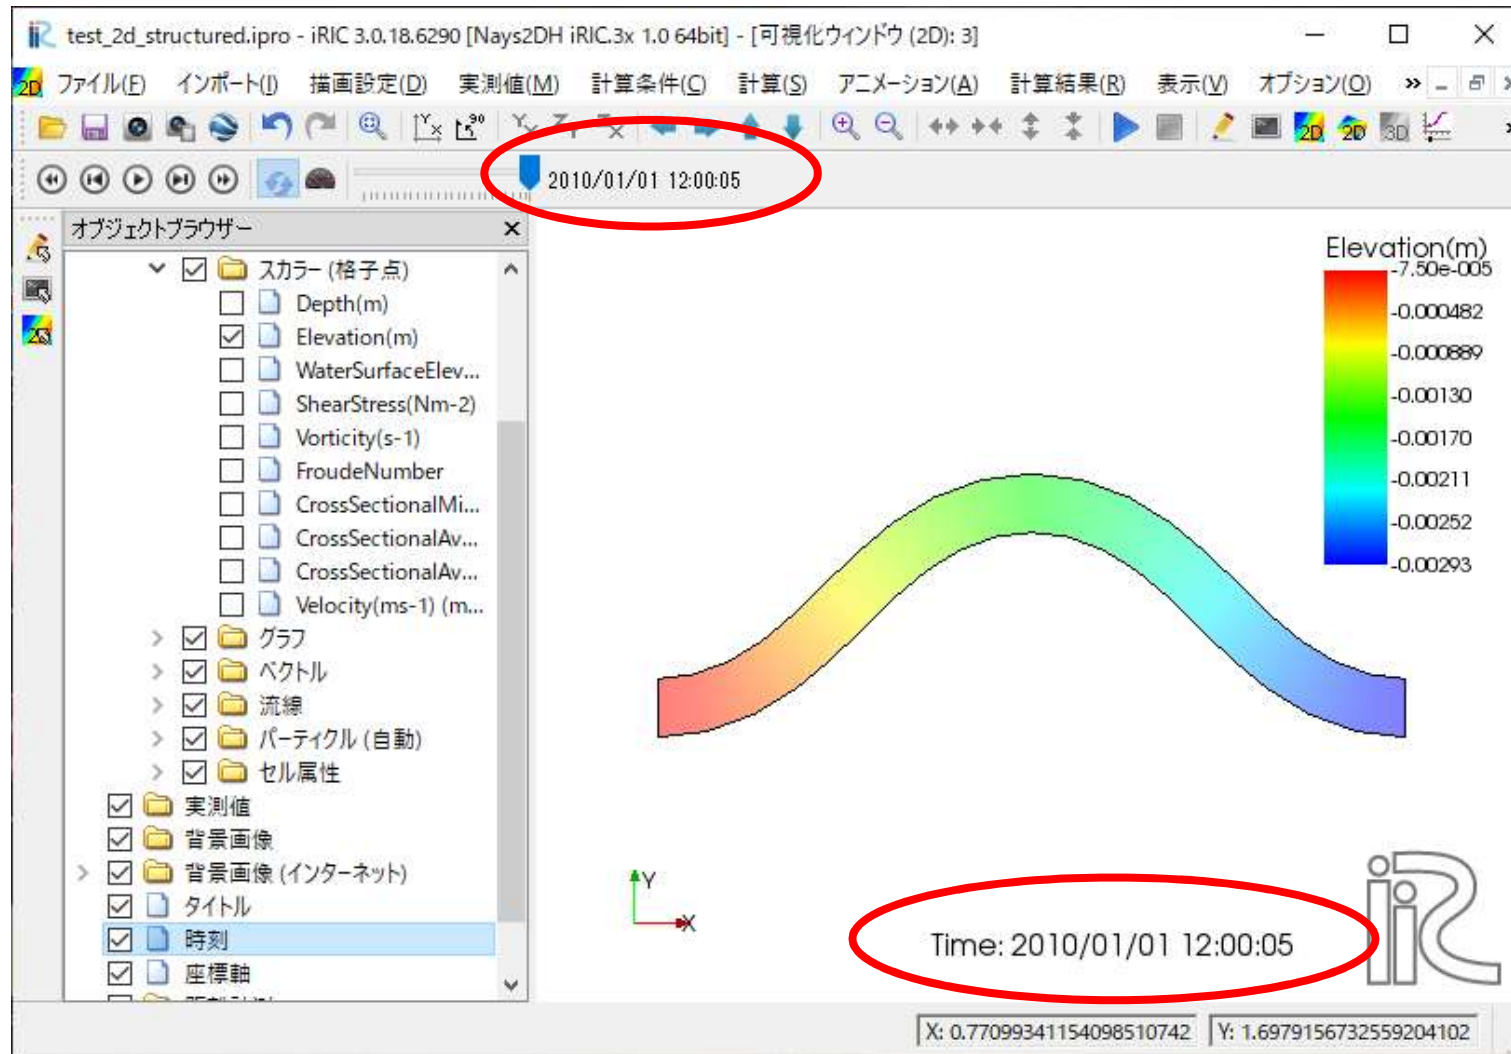 test_2d_structured.ipro - iRIC 3.0.18.6290 [Nays2DH iRIC.3x 1.0 64bit] - [可視化ウィンドウ (2D): 3]
2D ファイル(F) インポート(I) 描画設定(D) 実測値(M) 計算条件(C) 計算(S) アニメーション(A) 計算結果(R) 表示(V) オプション(O) »
2D 2D 3D
2010/01/01 12:00:05
オブジェクトブラウザー
スカラー (格子点)
Depth(m)
Elevation(m)
WaterSurfaceElev...
ShearStress(Nm-2)
Vorticity(s-1)
FroudeNumber
CrossSectionalMi...
CrossSectionalAv...
CrossSectionalAv...
Velocity(ms-1) (m...
グラフ
ベクトル
流線
パーティクル (自動)
セル属性
実測値
背景画像
背景画像 (インターネット)
タイトル
時刻
座標軸
Elevation(m)
-7.50e-005
-0.000482
-0.000889
-0.00130
-0.00170
-0.00211
-0.00252
-0.00293
Y
X
Time: 2010/01/01 12:00:05
iRIC
X: 0.77099341154098510742 Y: 1.6979156732559204102